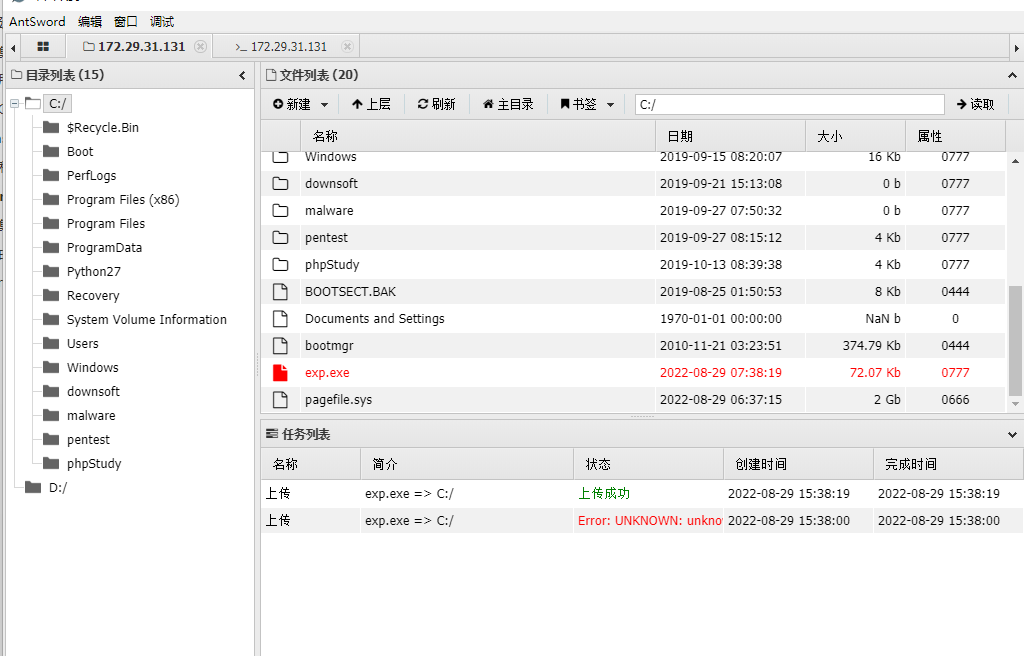 AntSword 编辑 窗口 调试
172.29.31.131 >_ 172.29.31.131
目录列表 (15)
C:/
$Recycle.Bin
Boot
PerfLogs
Program Files (x86)
Program Files
ProgramData
Python27
Recovery
System Volume Information
Users
Windows
downsoft
malware
pentest
phpStudy
D:/
文件列表 (20)
新建 上层 刷新 主目录 书签 C:/ 读取
名称 日期 大小 属性
Windows 2019-09-15 08:20:07 16 Kb 0777
downsoft 2019-09-21 15:13:08 0 b 0777
malware 2019-09-27 07:50:32 0 b 0777
pentest 2019-09-27 08:15:12 4 Kb 0777
phpStudy 2019-10-13 08:39:38 4 Kb 0777
BOOTSECT.BAK 2019-08-25 01:50:53 8 Kb 0444
Documents and Settings 1970-01-01 00:00:00 NaN b 0
bootmgr 2010-11-21 03:23:51 374.79 Kb 0444
exp.exe 2022-08-29 07:38:19 72.07 Kb 0777
pagefile.sys 2022-08-29 06:37:15 2 Gb 0666
任务列表
名称 简介 状态 创建时间 完成时间
上传 exp.exe => C:/ 上传成功 2022-08-29 15:38:19 2022-08-29 15:38:19
上传 exp.exe => C:/ Error: UNKNOWN: unkno 2022-08-29 15:38:00 2022-08-29 15:38:00